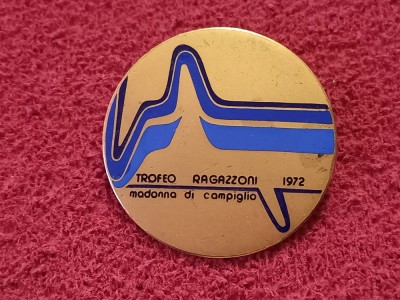 TROFEO RAGAZZONI 1972
madonna di campiglio